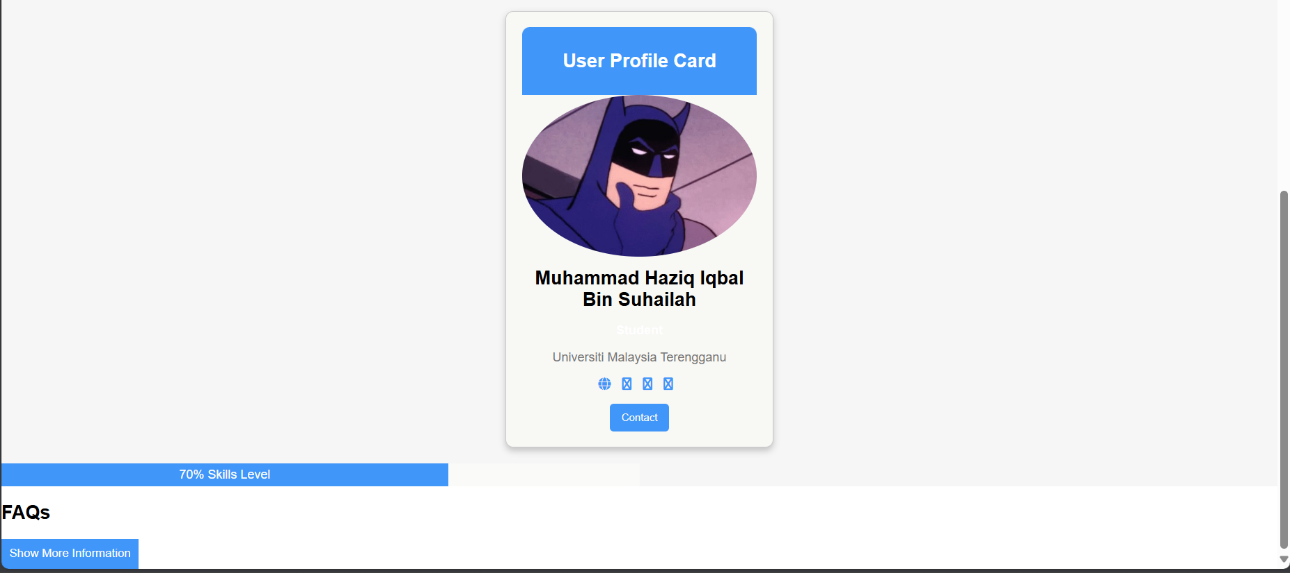 User Profile Card
Muhammad Haziq Iqbal
Bin Suhailah
Student
Universiti Malaysia Terengganu
Contact
70% Skills Level
FAQs
Show More Information